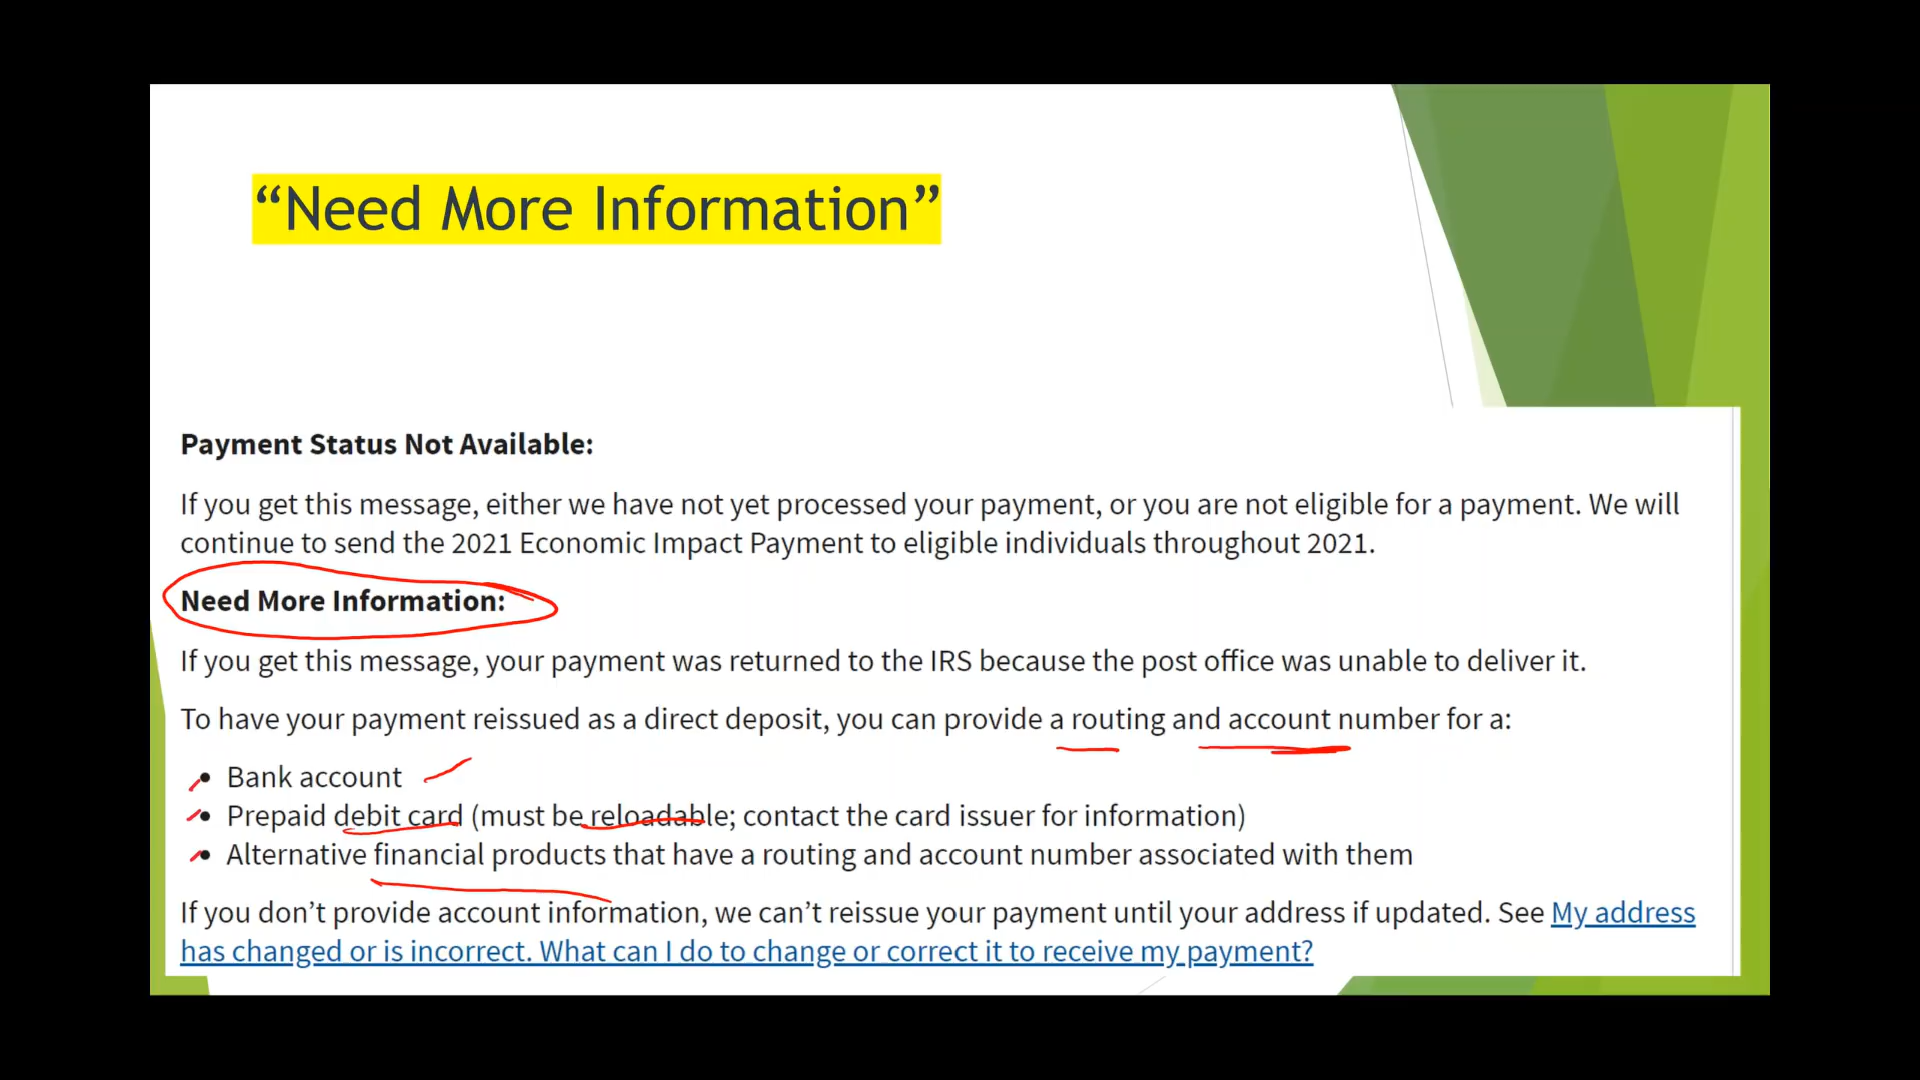 “Need More Information”
Payment Status Not Available:
If you get this message, either we have not yet processed your payment, or you are not eligible for a payment. We will
continue to send the 2021 Economic Impact Payment to eligible individuals throughout 2021.
Need More Information:
If you get this message, your payment was returned to the IRS because the post office was unable to deliver it.
To have your payment reissued as a direct deposit, you can provide a routing and account number for a:
• Bank account
• Prepaid debit card (must be reloadable; contact the card issuer for information)
• Alternative financial products that have a routing and account number associated with them
If you don’t provide account information, we can’t reissue your payment until your address if updated. See My address
has changed or is incorrect. What can I do to change or correct it to receive my payment?